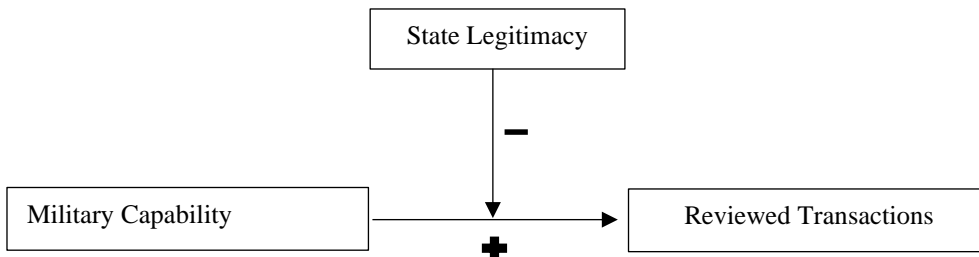 State Legitimacy
−
Military Capability
Reviewed Transactions
+